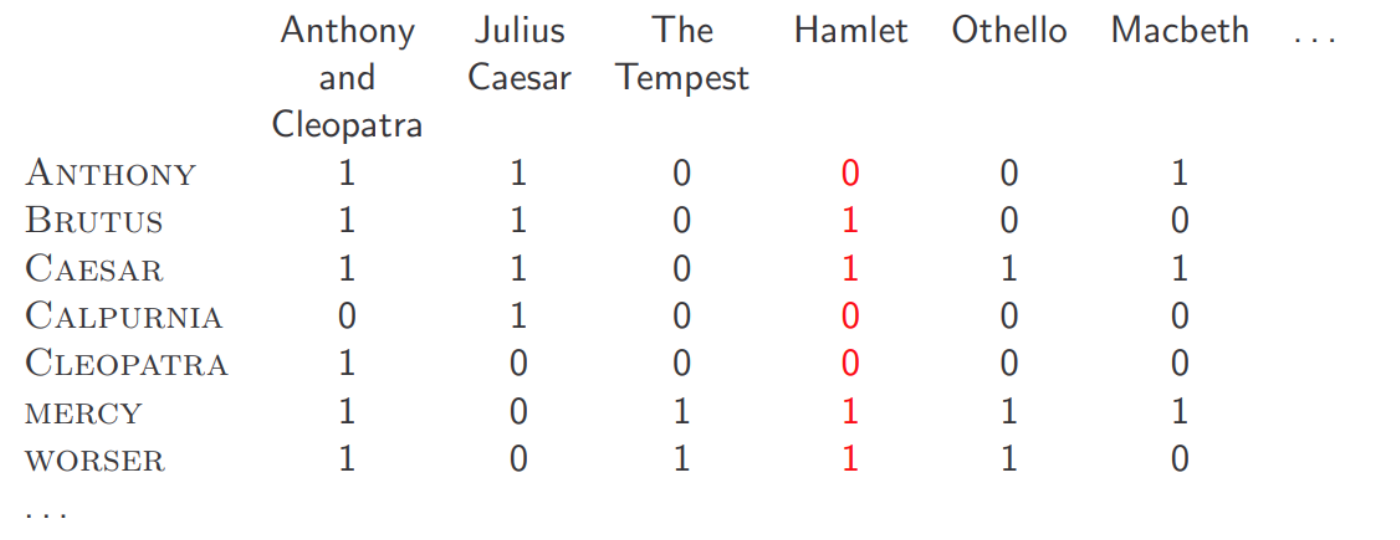 Anthony Julius The Hamlet Othello Macbeth . . .
and Caesar Tempest
Cleopatra
ANTHONY 1 1 0 0 0 1
BRUTUS 1 1 0 1 0 0
CAESAR 1 1 0 1 1 1
CALPURNIA 0 1 0 0 0 0
CLEOPATRA 1 0 0 0 0 0
MERCY 1 0 1 1 1 1
WORSER 1 0 1 1 1 0
. . .